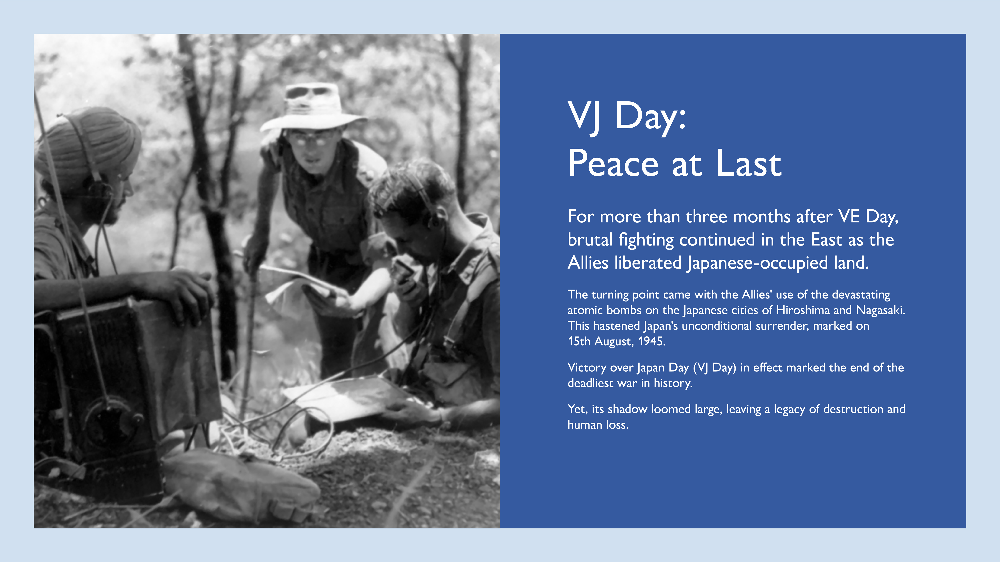 VJ Day:
Peace at Last
For more than three months after VE Day,
brutal fighting continued in the East as the
Allies liberated Japanese-occupied land.
The turning point came with the Allies' use of the devastating
atomic bombs on the Japanese cities of Hiroshima and Nagasaki.
This hastened Japan's unconditional surrender, marked on
15th August, 1945.
Victory over Japan Day (VJ Day) in effect marked the end of the
deadliest war in history.
Yet, its shadow loomed large, leaving a legacy of destruction and
human loss.